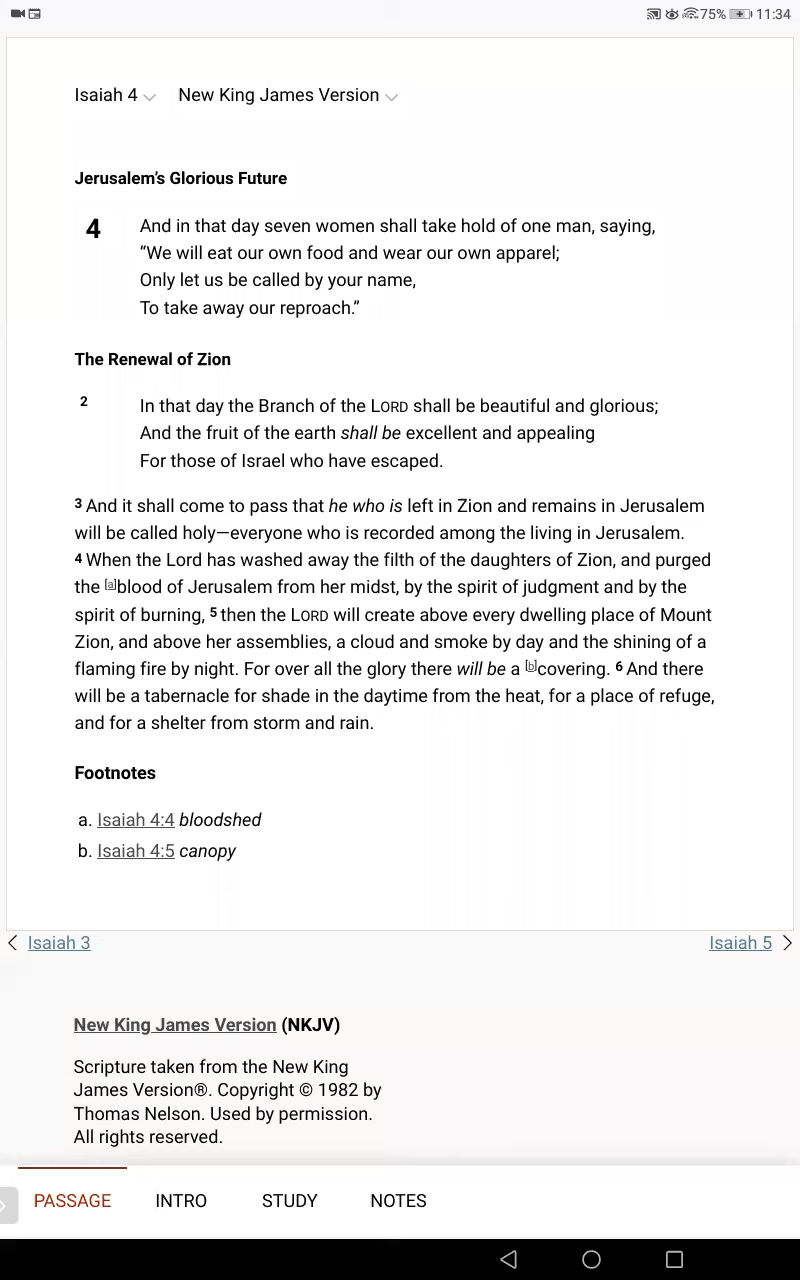 75% 11:34
Isaiah 4 New King James Version
Jerusalem’s Glorious Future
4 And in that day seven women shall take hold of one man, saying,
“We will eat our own food and wear our own apparel;
Only let us be called by your name,
To take away our reproach.”
The Renewal of Zion
2 In that day the Branch of the LORD shall be beautiful and glorious;
And the fruit of the earth shall be excellent and appealing
For those of Israel who have escaped.
3 And it shall come to pass that he who is left in Zion and remains in Jerusalem
will be called holy—everyone who is recorded among the living in Jerusalem.
4 When the Lord has washed away the filth of the daughters of Zion, and purged
the [a]blood of Jerusalem from her midst, by the spirit of judgment and by the
spirit of burning, 5 then the LORD will create above every dwelling place of Mount
Zion, and above her assemblies, a cloud and smoke by day and the shining of a
flaming fire by night. For over all the glory there will be a [b]covering. 6 And there
will be a tabernacle for shade in the daytime from the heat, for a place of refuge,
and for a shelter from storm and rain.
Footnotes
a. Isaiah 4:4 bloodshed
b. Isaiah 4:5 canopy
Isaiah 3 Isaiah 5
New King James Version (NKJV)
Scripture taken from the New King
James Version®. Copyright © 1982 by
Thomas Nelson. Used by permission.
All rights reserved.
PASSAGE INTRO STUDY NOTES